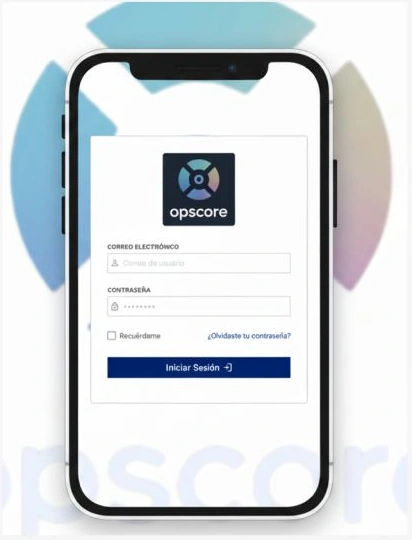 opscore
CORREO ELECTRÓNICO
Correo de usuario
CONTRASEÑA
Recuérdame
¿Olvidaste tu contraseña?
Iniciar Sesión
opscore